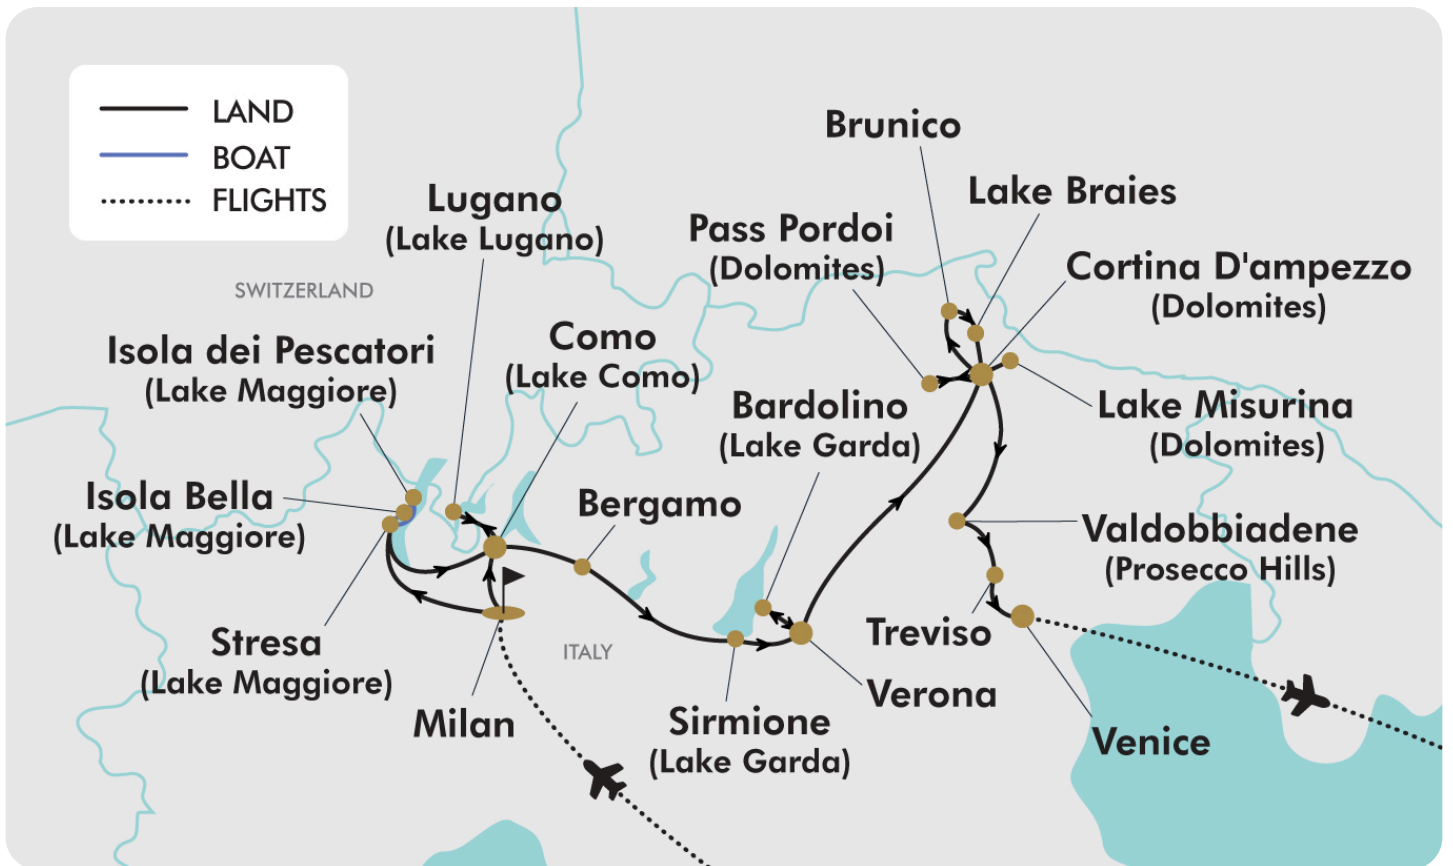 LAND
BOAT
FLIGHTS
Brunico
Lake Braies
Lugano
(Lake Lugano)
Pass Pordoi
(Dolomites)
Cortina D'ampezzo
(Dolomites)
SWITZERLAND
Isola dei Pescatori
(Lake Maggiore)
Como
(Lake Como)
Bardolino
(Lake Garda)
Lake Misurina
(Dolomites)
Isola Bella
(Lake Maggiore)
Bergamo
Valdobbiadene
(Prosecco Hills)
Stresa
(Lake Maggiore)
ITALY
Treviso
Milan
Sirmione
(Lake Garda)
Verona
Venice